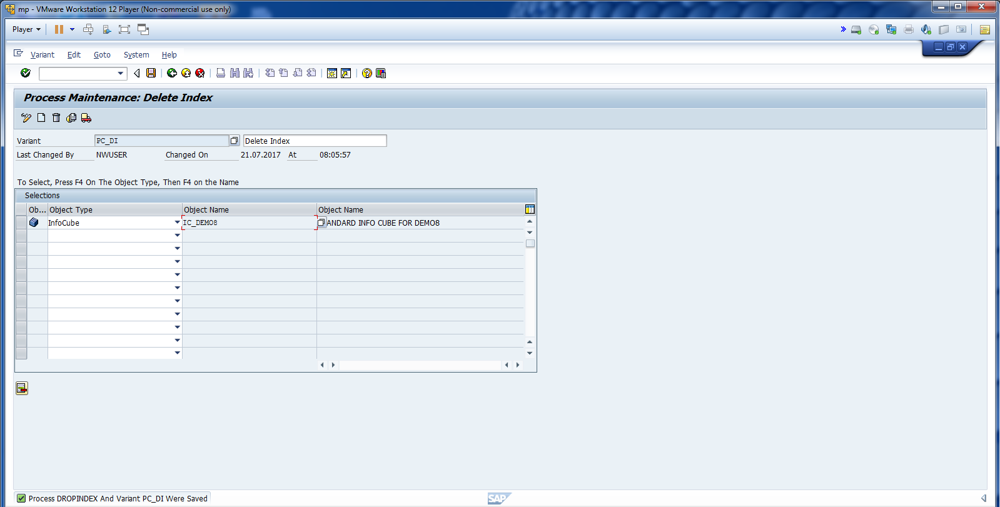 mp - VMware Workstation 12 Player (Non-commercial use only)
Player
Variant Edit Goto System Help
Process Maintenance: Delete Index
Variant PC_DI Delete Index
Last Changed By NWUSER Changed On 21.07.2017 At 08:05:57
To Select, Press F4 On The Object Type, Then F4 on the Name
Selections
Ob... Object Type Object Name Object Name
InfoCube IC_DEMO8 ANDARD INFO CUBE FOR DEMO8
Process DROPINDEX And Variant PC_DI Were Saved
SAP